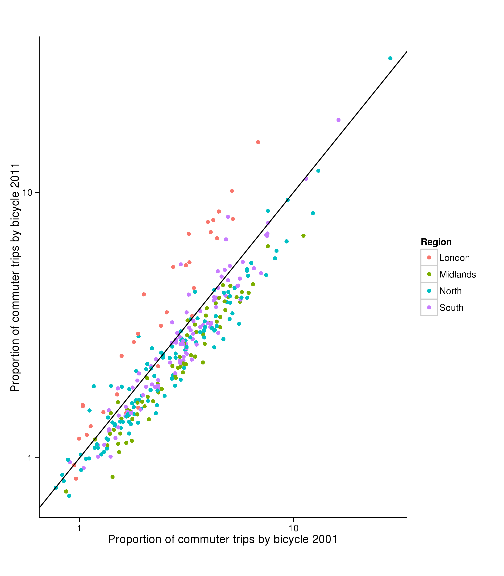 Proportion of commuter trips by bicycle 2011
10
1
1
10
Proportion of commuter trips by bicycle 2001
Region
London
Midlands
North
South